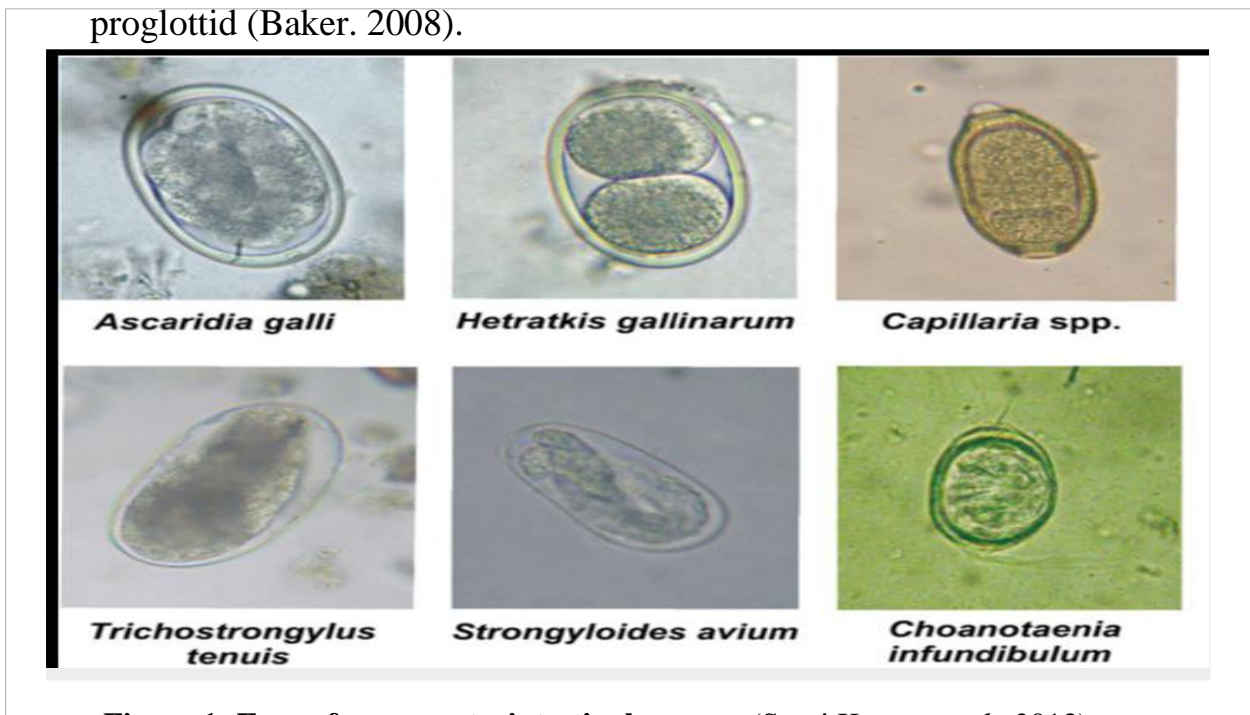 proglottid (Baker. 2008).
Ascaridia galli
Hetratkis gallinarum
Capillaria spp.
Trichostrongylus
tenuis
Strongyloides avium
Choanotaenia
infundibulum